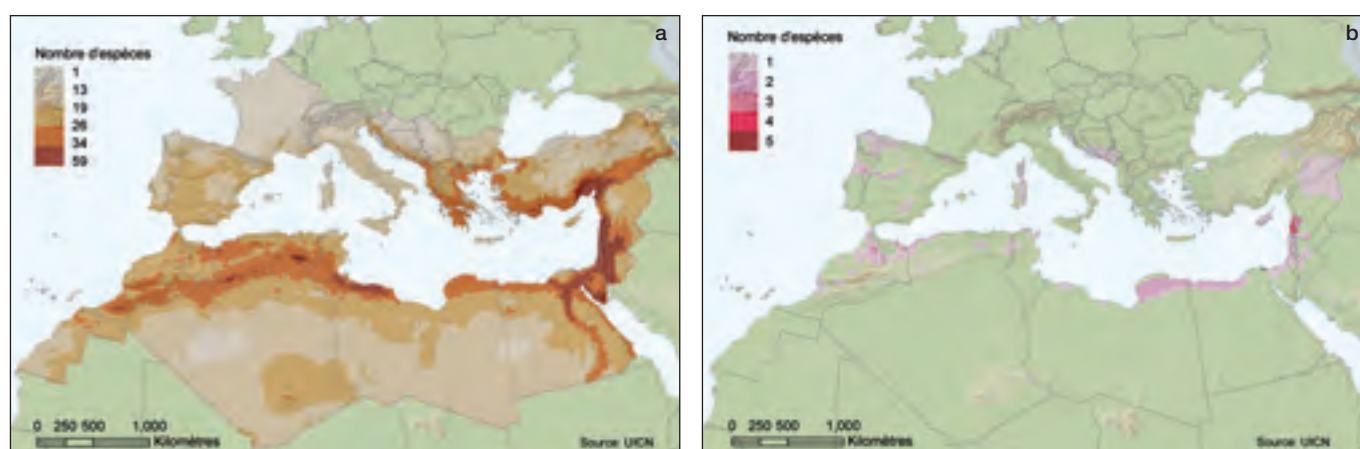 a
Nombre d'espèces
1
13
19
26
34
59
0 250 500 1,000
Kilomètres
Source: UICN
b
Nombre d'espèces
1
2
3
4
5
0 250 500 1,000
Kilomètres
Source: UICN